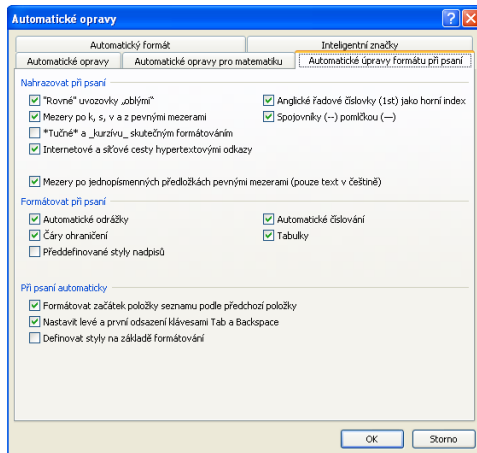 Automatické opravy
Automatický formát
Inteligentní značky
Automatické opravy
Automatické opravy pro matematiku
Automatické úpravy formátu při psaní
Nahrazovat při psaní
"Rovné" uvozovky „oblými“
Anglické řadové číslovky (1st) jako horní index
Mezery po k, s, v a z pevnými mezerami
Spojovníky (--) pomlčkou (—)
*Tučné* a _kurzívu_ skutečným formátováním
Internetové a síťové cesty hypertextovými odkazy
Mezery po jednopísmenných předložkách pevnými mezerami (pouze text v češtině)
Formátovat při psaní
Automatické odrážky
Automatické číslování
Čáry ohraničení
Tabulky
Předdefinované styly nadpisů
Při psaní automaticky
Formátovat začátek položky seznamu podle předchozí položky
Nastavit levé a první odsazení klávesami Tab a Backspace
Definovat styly na základě formátování
OK
Storno